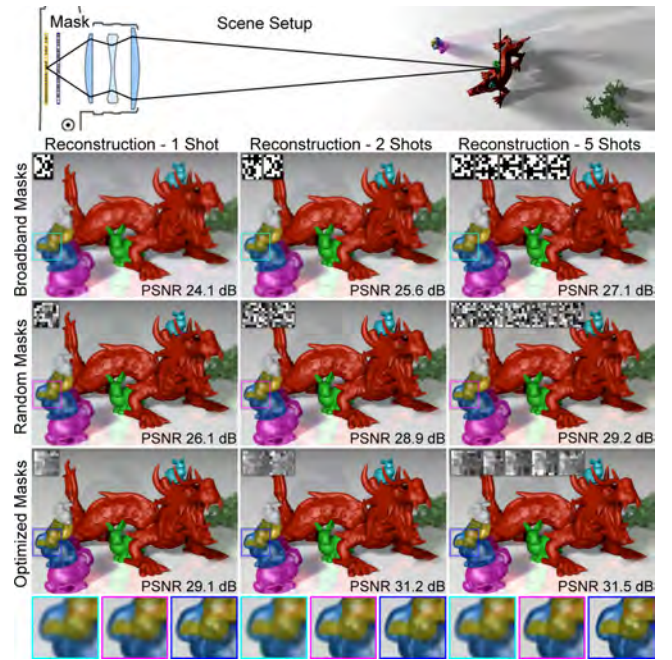 Mask
Scene Setup
Reconstruction - 1 Shot
Reconstruction - 2 Shots
Reconstruction - 5 Shots
Broadband Masks
PSNR 24.1 dB
PSNR 25.6 dB
PSNR 27.1 dB
Random Masks
PSNR 26.1 dB
PSNR 28.9 dB
PSNR 29.2 dB
Optimized Masks
PSNR 29.1 dB
PSNR 31.2 dB
PSNR 31.5 dB